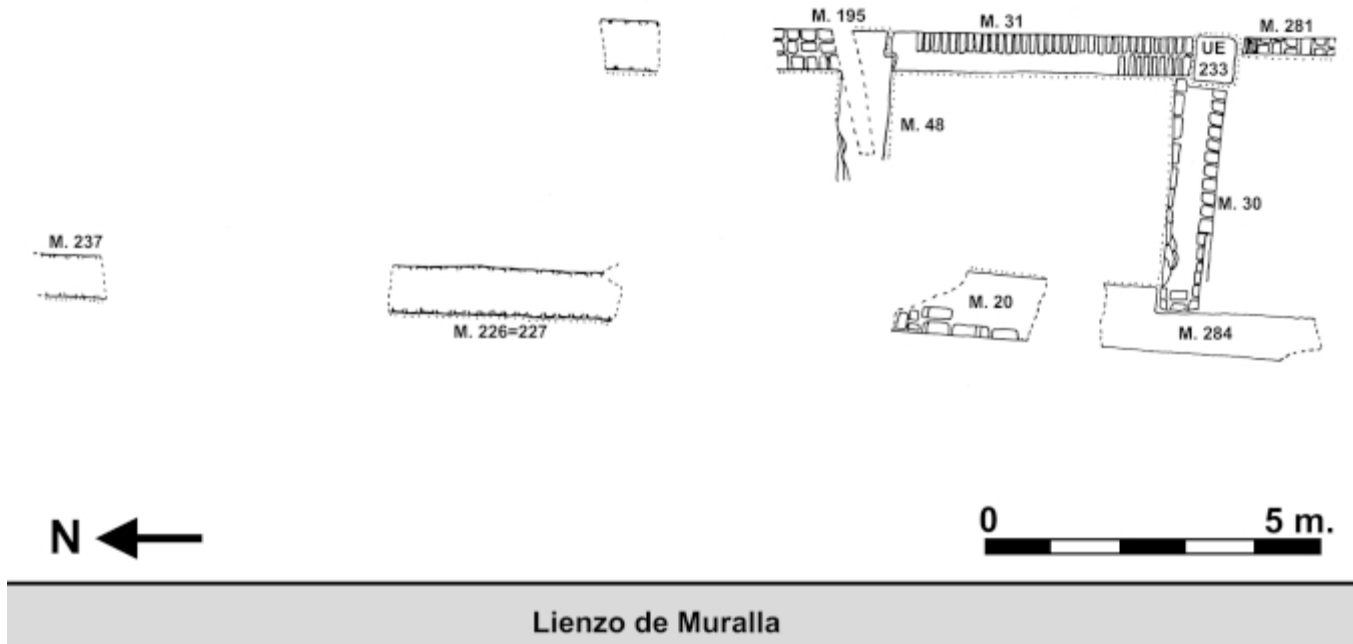 M. 195
M. 31
M. 281
UE
233
M. 48
M. 30
M. 237
M. 20
M. 226=227
M. 284
N
0
5 m.
Lienzo de Muralla